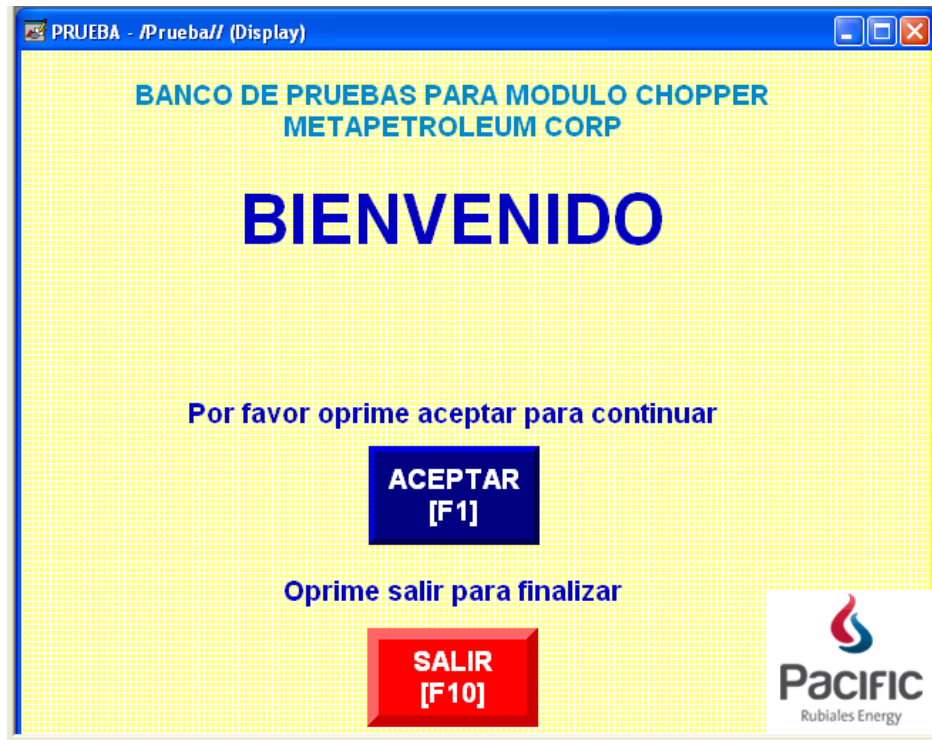 PRUEBA - /Prueba// (Display)
BANCO DE PRUEBAS PARA MODULO CHOPPER
METAPETROLEUM CORP
BIENVENIDO
Por favor oprime aceptar para continuar
ACEPTAR
[F1]
Oprime salir para finalizar
SALIR
[F10]
Pacific
Rubiales Energy